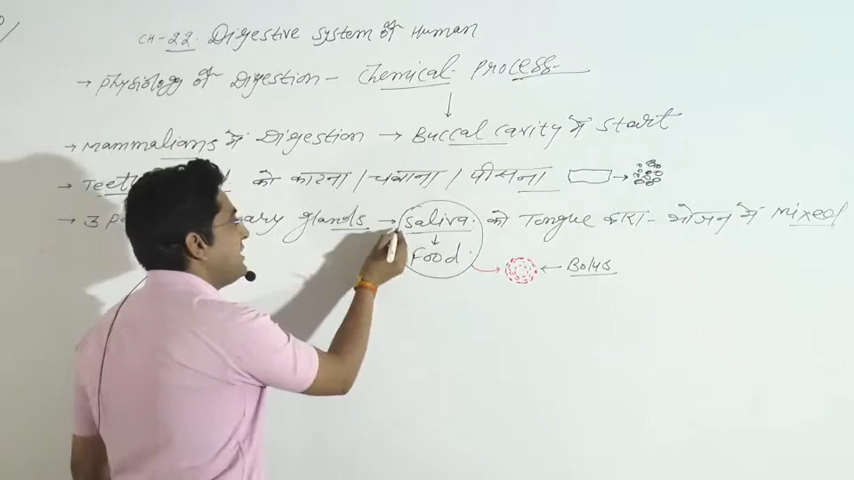 CH-22. Digestive system of Human
→ Physiology of Digestion - Chemical Process
→ Mammalians में Digestion → Buccal cavity में start
→ Teeth को काटना / चबाना / पीसना →
→ 3 glands → saliva को Tongue द्वारा भोजन में mixed
↓ Food
← Bolus